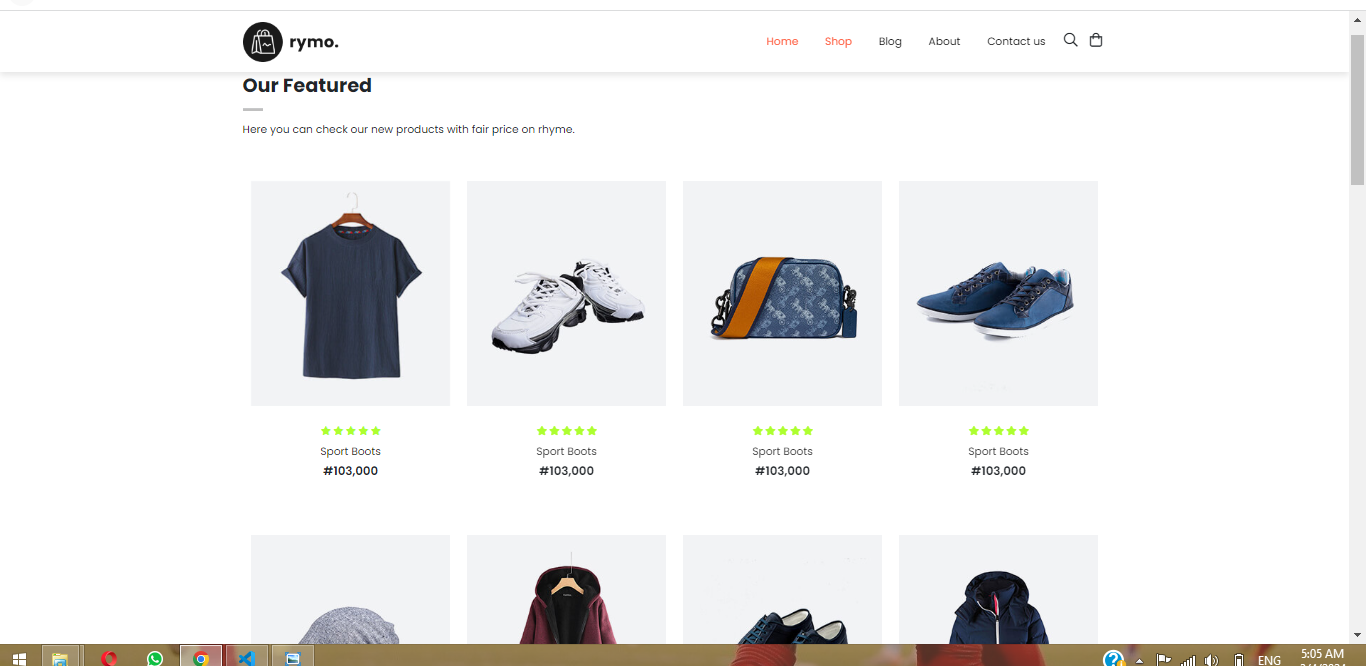 rymo.
Home Shop Blog About Contact us
Our Featured
Here you can check our new products with fair price on rhyme.
Sport Boots Sport Boots Sport Boots Sport Boots
#103,000 #103,000 #103,000 #103,000
ENG
5:05 AM